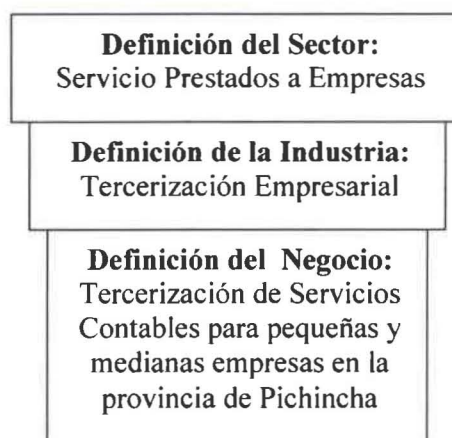 Definición del Sector:
Servicio Prestados a Empresas
Definición de la Industria:
Tercerización Empresarial
Definición del Negocio:
Tercerización de Servicios
Contables para pequeñas y
medianas empresas en la
provincia de Pichincha